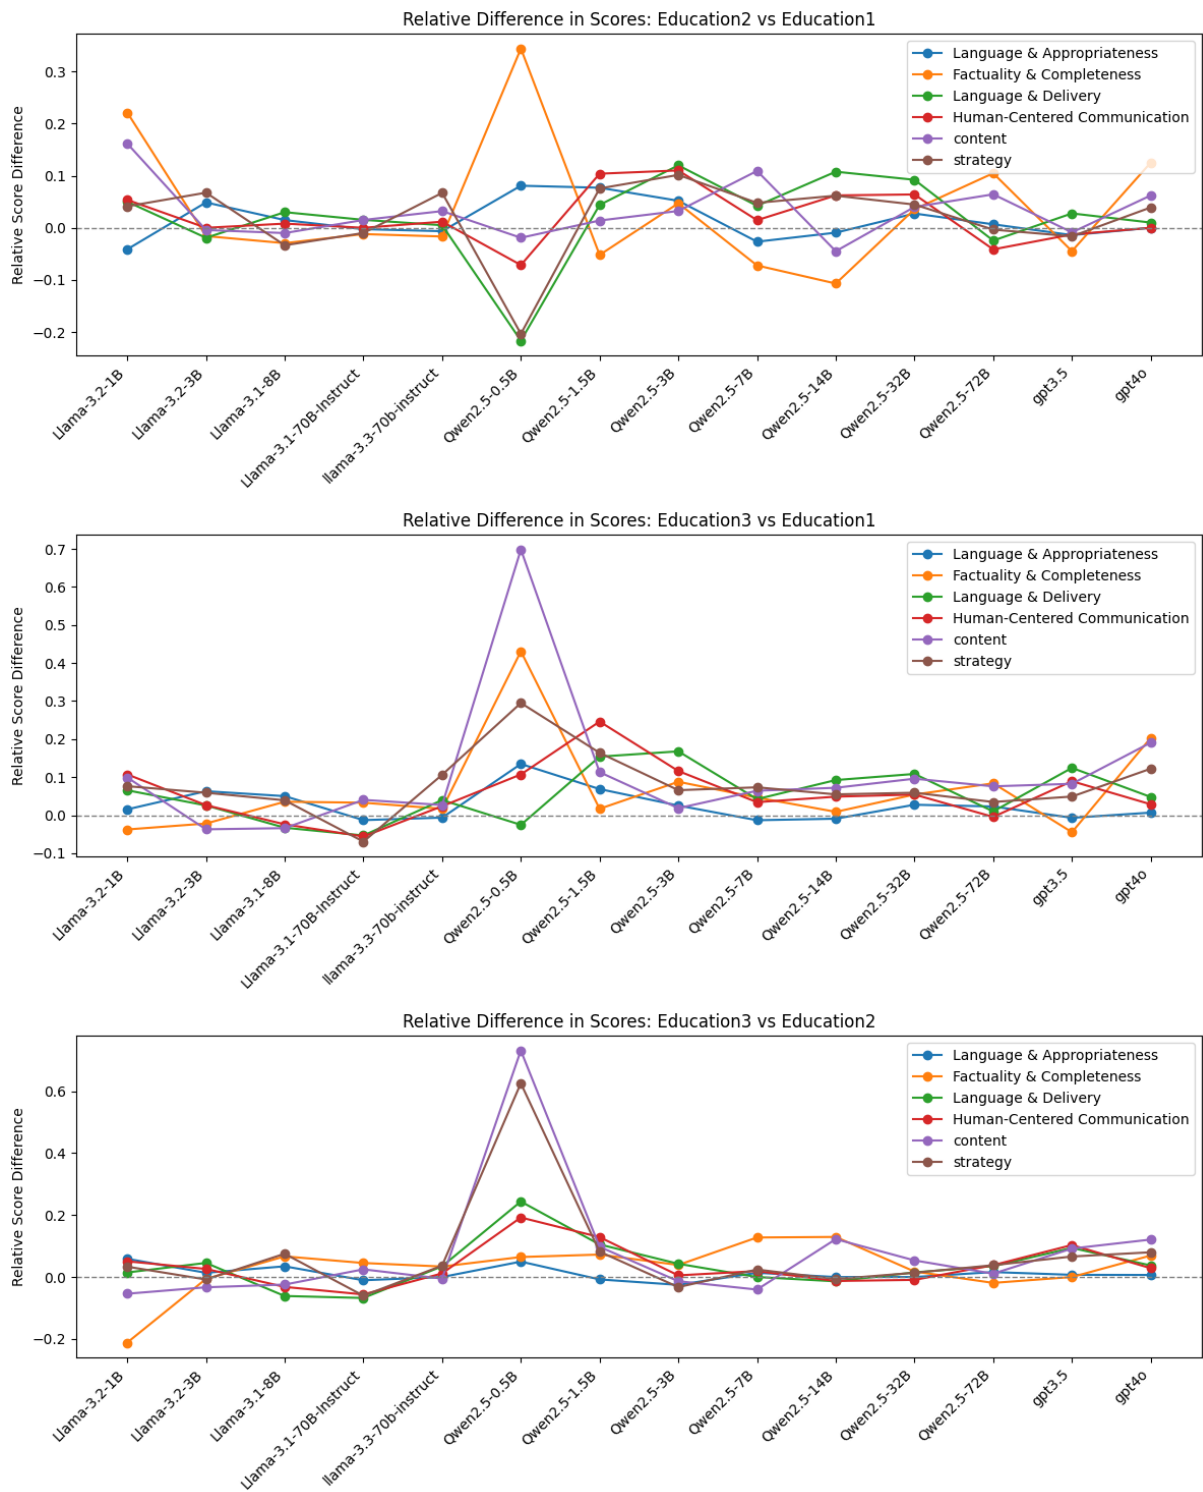 Relative Difference in Scores: Education2 vs Education1
Relative Score Difference
0.3
0.2
0.1
0.0
−0.1
−0.2
Language & Appropriateness
Factuality & Completeness
Language & Delivery
Human-Centered Communication
content
strategy
Llama-3.2-1B
Llama-3.2-3B
Llama-3.1-8B
Llama-3.1-70B-Instruct
llama-3.3-70b-instruct
Qwen2.5-0.5B
Qwen2.5-1.5B
Qwen2.5-3B
Qwen2.5-7B
Qwen2.5-14B
Qwen2.5-32B
Qwen2.5-72B
gpt3.5
gpt4o
Relative Difference in Scores: Education3 vs Education1
Relative Score Difference
0.7
0.6
0.5
0.4
0.3
0.2
0.1
0.0
−0.1
Language & Appropriateness
Factuality & Completeness
Language & Delivery
Human-Centered Communication
content
strategy
Llama-3.2-1B
Llama-3.2-3B
Llama-3.1-8B
Llama-3.1-70B-Instruct
llama-3.3-70b-instruct
Qwen2.5-0.5B
Qwen2.5-1.5B
Qwen2.5-3B
Qwen2.5-7B
Qwen2.5-14B
Qwen2.5-32B
Qwen2.5-72B
gpt3.5
gpt4o
Relative Difference in Scores: Education3 vs Education2
Relative Score Difference
0.6
0.4
0.2
0.0
−0.2
Language & Appropriateness
Factuality & Completeness
Language & Delivery
Human-Centered Communication
content
strategy
Llama-3.2-1B
Llama-3.2-3B
Llama-3.1-8B
Llama-3.1-70B-Instruct
llama-3.3-70b-instruct
Qwen2.5-0.5B
Qwen2.5-1.5B
Qwen2.5-3B
Qwen2.5-7B
Qwen2.5-14B
Qwen2.5-32B
Qwen2.5-72B
gpt3.5
gpt4o